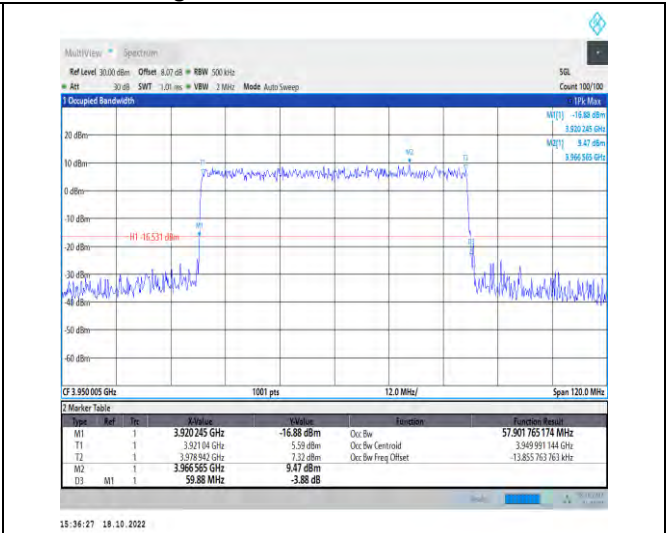 MultiView Spectrum
Ref Level 30.00 dBm Offset 8.07 dB RBW 500 kHz SGL
Att 30 dB SWT 1.01 ms VBW 2 MHz Mode Auto Sweep Count 100/100
1 Occupied Bandwidth 1Pk Max
M1[1] -16.88 dBm
3.920 245 GHz
M2[1] 9.47 dBm
3.966 565 GHz
20 dBm
M2
10 dBm
0 dBm
-10 dBm
M1
H1 -16.531 dBm
-20 dBm
-30 dBm
-40 dBm
-50 dBm
-60 dBm
CF 3.950 005 GHz 1001 pts 12.0 MHz/ Span 120.0 MHz
2 Marker Table
Type Ref Trc X-Value Y-Value Function Function Result
M1 1 3.920 245 GHz -16.88 dBm Occ Bw 57.901 765 174 MHz
T1 1 3.921 04 GHz 5.59 dBm Occ Bw Centroid 3.949 991 144 GHz
T2 1 3.978 942 GHz 7.32 dBm Occ Bw Freq Offset -13.855 763 763 kHz
M2 1 3.966 565 GHz 9.47 dBm
D3 M1 1 59.88 MHz -3.88 dB
15:36:27 18.10.2022